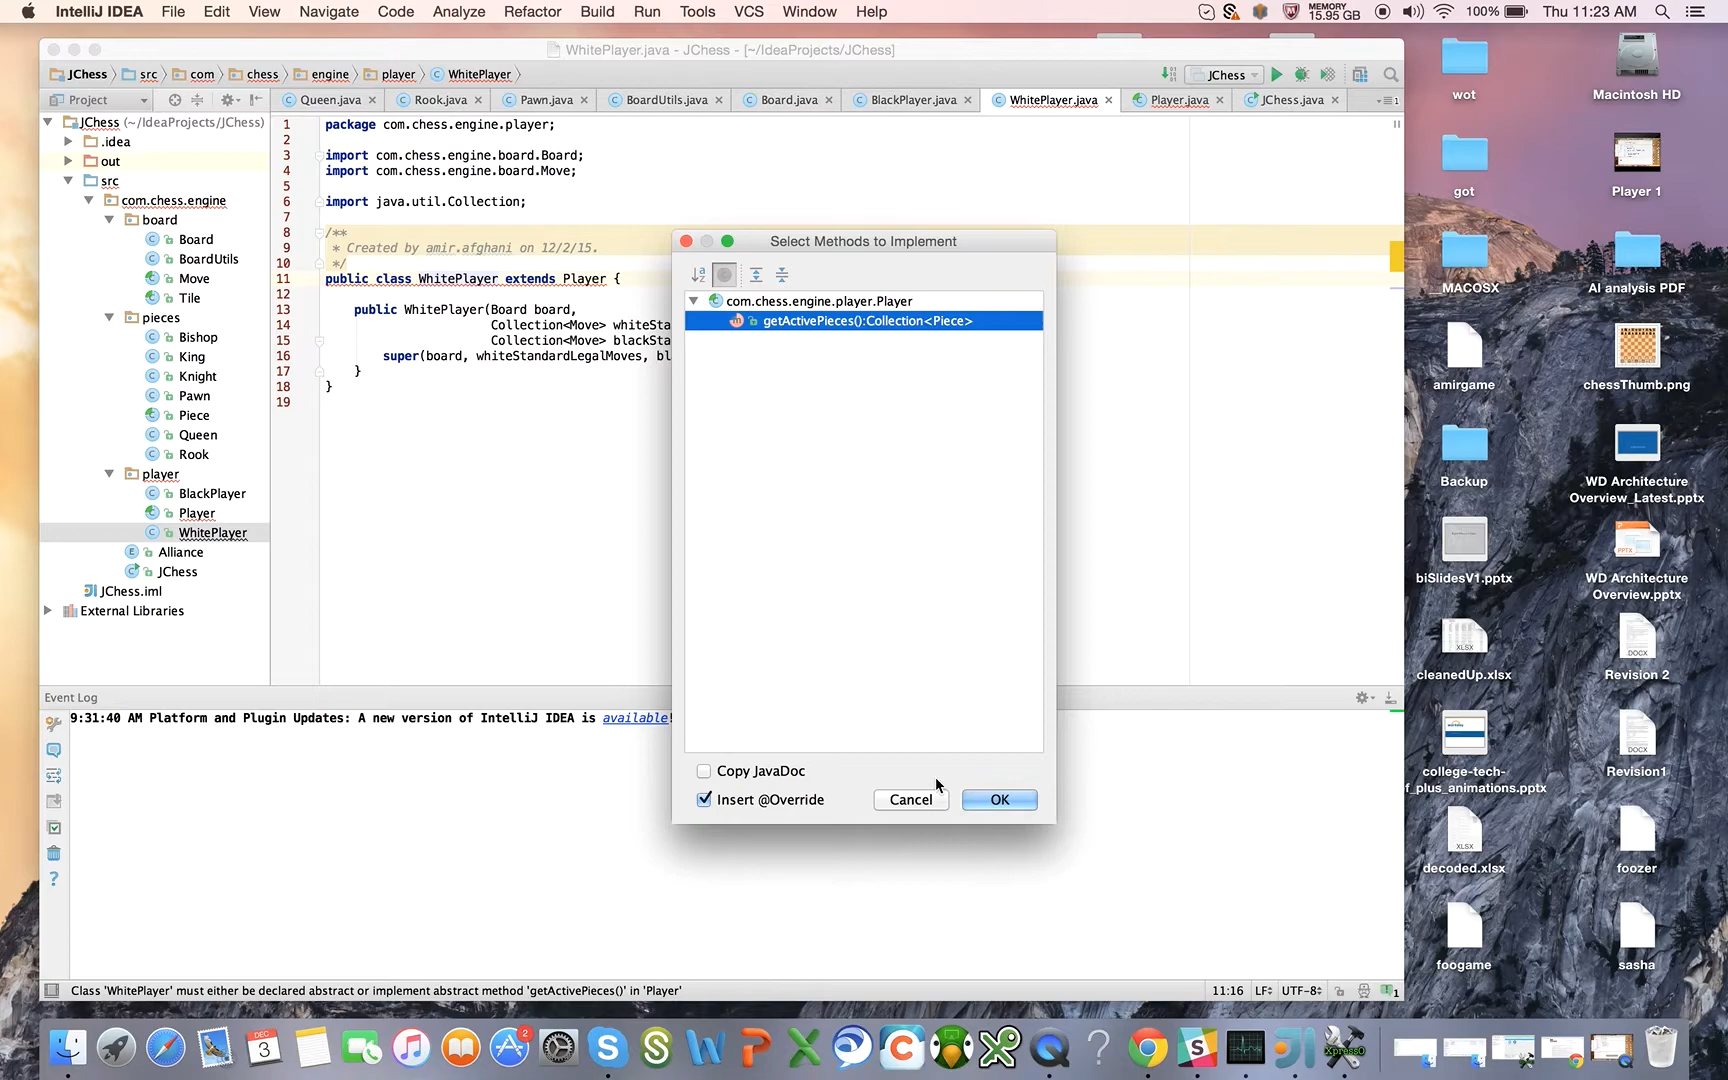 IntelliJ IDEA File Edit View Navigate Code Analyze Refactor Build Run Tools VCS Window Help
MEMORY 15.95 GB 100% Thu 11:23 AM
WhitePlayer.java - JChess - [~/IdeaProjects/JChess]
JChess src com chess engine player WhitePlayer JChess
Project Queen.java Rook.java Pawn.java BoardUtils.java Board.java BlackPlayer.java WhitePlayer.java Player.java JChess.java
JChess (~/IdeaProjects/JChess)
.idea
out
src
com.chess.engine
board
Board
BoardUtils
Move
Tile
pieces
Bishop
King
Knight
Pawn
Piece
Queen
Rook
player
BlackPlayer
Player
WhitePlayer
Alliance
JChess
JChess.iml
External Libraries
1 package com.chess.engine.player;
2
3 import com.chess.engine.board.Board;
4 import com.chess.engine.board.Move;
5
6 import java.util.Collection;
7
8 /**
9 * Created by amir.afghani on 12/2/15.
10 */
11 public class WhitePlayer extends Player {
12
13 public WhitePlayer(Board board,
14 Collection<Move> whiteSta
15 Collection<Move> blackSta
16 super(board, whiteStandardLegalMoves, bl
17 }
18 }
19
Select Methods to Implement
com.chess.engine.player.Player
getActivePieces():Collection<Piece>
Copy JavaDoc
Insert @Override Cancel OK
Event Log
9:31:40 AM Platform and Plugin Updates: A new version of IntelliJ IDEA is available!
Class 'WhitePlayer' must either be declared abstract or implement abstract method 'getActivePieces()' in 'Player'
11:16 LF UTF-8 1
wot
Macintosh HD
got
Player 1
__MACOSX
AI analysis PDF
amirgame
chessThumb.png
Backup
WD Architecture
Overview_Latest.pptx
biSlidesV1.pptx
PPTX
WD Architecture
Overview.pptx
XLSX
cleanedUp.xlsx
DOCX
Revision 2
college-tech-
f_plus_animations.pptx
DOCX
Revision1
XLSX
decoded.xlsx
foozer
foogame
sasha
DEC
3
2